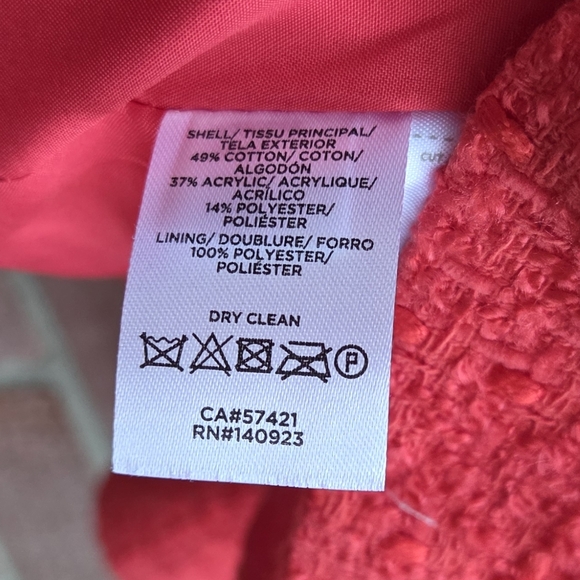 SHELL/ TISSU PRINCIPAL/
TELA EXTERIOR
49% COTTON/ COTON/
ALGODÓN
37% ACRYLIC/ ACRYLIQUE/
ACRÍLICO
14% POLYESTER/
POLIÉSTER
LINING/ DOUBLURE/ FORRO
100% POLYESTER/
POLIÉSTER
DRY CLEAN
P
CA#57421
RN#140923
CUT